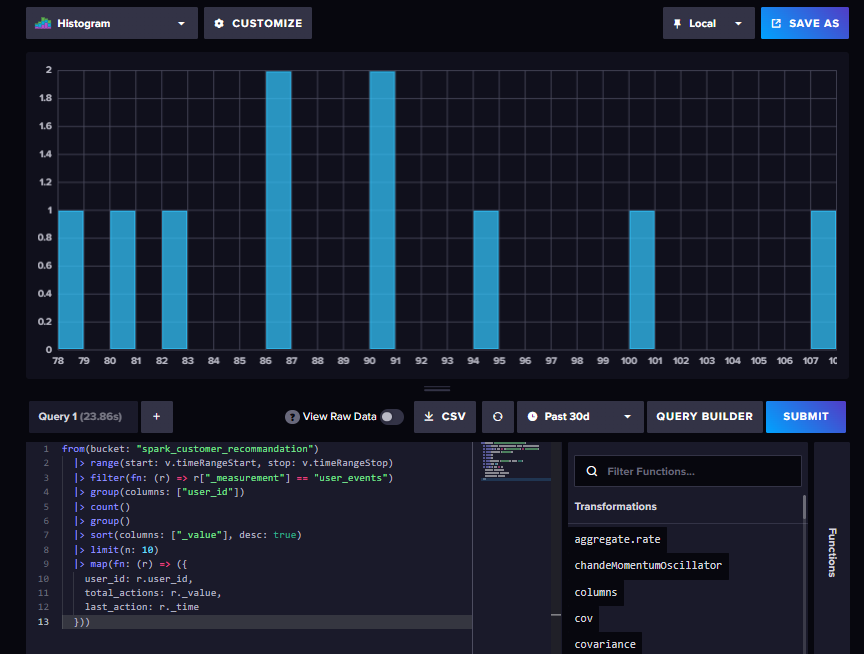 Histogram CUSTOMIZE Local SAVE AS
2
1.8
1.6
1.4
1.2
1
0.8
0.6
0.4
0.2
0
78 79 80 81 82 83 84 85 86 87 88 89 90 91 92 93 94 95 96 97 98 99 100 101 102 103 104 105 106 107
Query 1 (23.86s) + ? View Raw Data CSV Past 30d QUERY BUILDER SUBMIT
1 from(bucket: "spark_customer_recommandation")
2 |> range(start: v.timeRangeStart, stop: v.timeRangeStop)
3 |> filter(fn: (r) => r["_measurement"] == "user_events")
4 |> group(columns: ["user_id"])
5 |> count()
6 |> group()
7 |> sort(columns: ["_value"], desc: true)
8 |> limit(n: 10)
9 |> map(fn: (r) => ({
10 user_id: r.user_id,
11 total_actions: r._value,
12 last_action: r._time
13 }))
Filter Functions...
Transformations
aggregate.rate
chandeMomentumOscillator
columns
cov
covariance
Functions